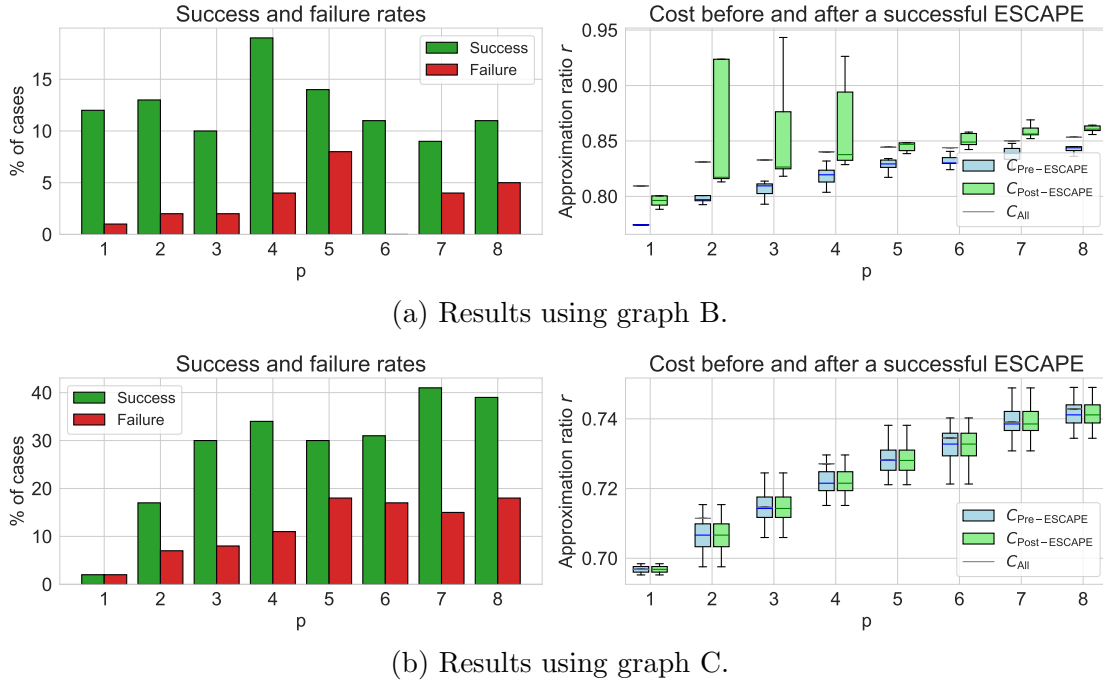 Success and failure rates
% of cases
15
10
5
0
Success
Failure
1 2 3 4 5 6 7 8
p
Cost before and after a successful ESCAPE
Approximation ratio r
0.95
0.90
0.85
0.80
C_Pre−ESCAPE
C_Post−ESCAPE
C_All
1 2 3 4 5 6 7 8
p
(a) Results using graph B.
Success and failure rates
% of cases
40
30
20
10
0
Success
Failure
1 2 3 4 5 6 7 8
p
Cost before and after a successful ESCAPE
Approximation ratio r
0.74
0.72
0.70
C_Pre−ESCAPE
C_Post−ESCAPE
C_All
1 2 3 4 5 6 7 8
p
(b) Results using graph C.